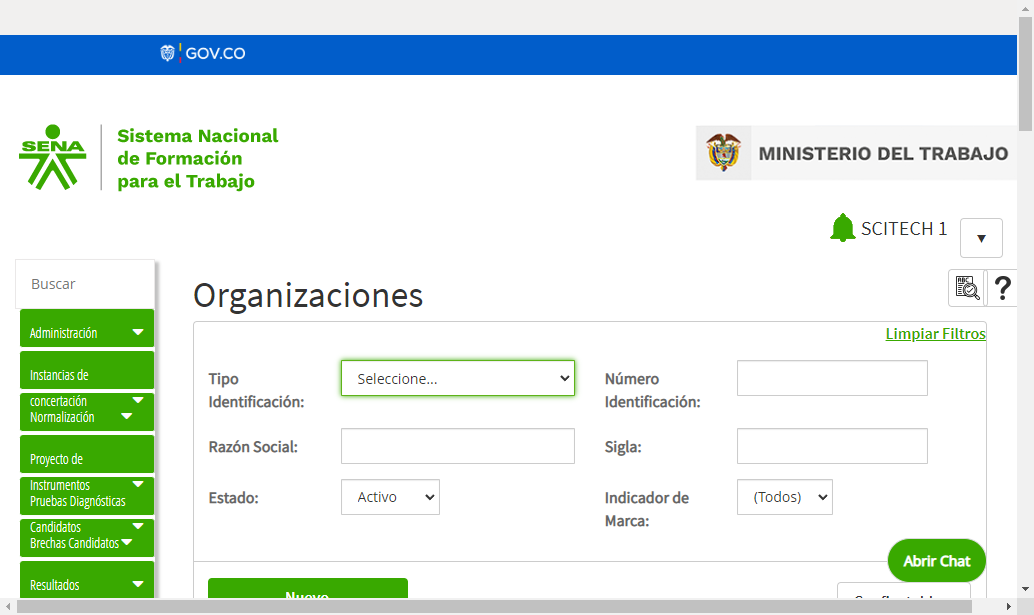 GOV.CO
SENA
Sistema Nacional
de Formación
para el Trabajo
MINISTERIO DEL TRABAJO
SCITECH 1
Buscar
Organizaciones
Limpiar Filtros
Administración
Instancias de
concertación
Normalización
Proyecto de
Instrumentos
Pruebas Diagnósticas
Candidatos
Brechas Candidatos
Resultados
Tipo
Identificación:
Seleccione...
Número
Identificación:
Razón Social:
Sigla:
Estado:
Activo
Indicador de
Marca:
(Todos)
Abrir Chat
Nuevo